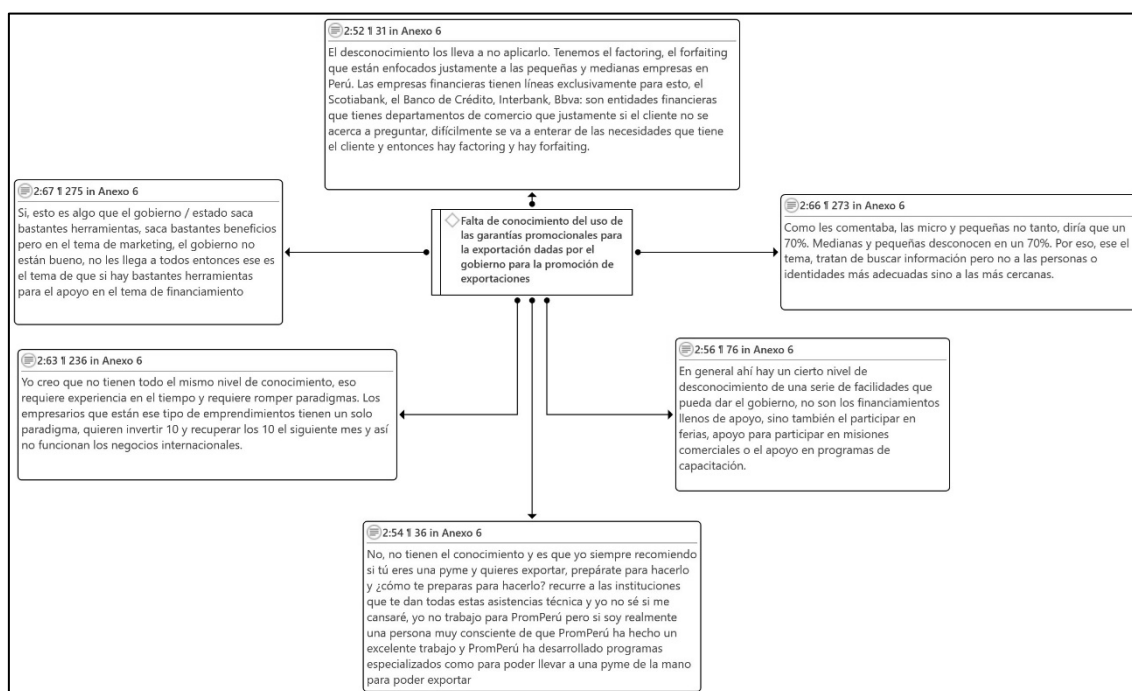 2:52 ¶ 31 in Anexo 6
El desconocimiento los lleva a no aplicarlo. Tenemos el factoring, el forfaiting
que están enfocados justamente a las pequeñas y medianas empresas en
Perú. Las empresas financieras tienen líneas exclusivamente para esto, el
Scotiabank, el Banco de Crédito, Interbank, Bbva: son entidades financieras
que tienes departamentos de comercio que justamente si el cliente no se
acerca a preguntar, difícilmente se va a enterar de las necesidades que tiene
el cliente y entonces hay factoring y hay forfaiting.
2:67 ¶ 275 in Anexo 6
Si, esto es algo que el gobierno / estado saca
bastantes herramientas, saca bastantes beneficios
pero en el tema de marketing, el gobierno no
están bueno, no les llega a todos entonces ese es
el tema de que si hay bastantes herramientas
para el apoyo en el tema de financiamiento
Falta de conocimiento del uso de
las garantías promocionales para
la exportación dadas por el
gobierno para la promoción de
exportaciones
2:66 ¶ 273 in Anexo 6
Como les comentaba, las micro y pequeñas no tanto, diría que un
70%. Medianas y pequeñas desconocen en un 70%. Por eso, ese el
tema, tratan de buscar información pero no a las personas o
identidades más adecuadas sino a las más cercanas.
2:63 ¶ 236 in Anexo 6
Yo creo que no tienen todo el mismo nivel de conocimiento, eso
requiere experiencia en el tiempo y requiere romper paradigmas. Los
empresarios que están ese tipo de emprendimientos tienen un solo
paradigma, quieren invertir 10 y recuperar los 10 el siguiente mes y así
no funcionan los negocios internacionales.
2:56 ¶ 76 in Anexo 6
En general ahí hay un cierto nivel de
desconocimiento de una serie de facilidades que
pueda dar el gobierno, no son los financiamientos
llenos de apoyo, sino también el participar en
ferias, apoyo para participar en misiones
comerciales o el apoyo en programas de
capacitación.
2:54 ¶ 36 in Anexo 6
No, no tienen el conocimiento y es que yo siempre recomiendo
si tú eres una pyme y quieres exportar, prepárate para hacerlo
y ¿cómo te preparas para hacerlo? recurre a las instituciones
que te dan todas estas asistencias técnica y yo no sé si me
cansaré, yo no trabajo para PromPerú pero si soy realmente
una persona muy consciente de que PromPerú ha hecho un
excelente trabajo y PromPerú ha desarrollado programas
especializados como para poder llevar a una pyme de la mano
para poder exportar